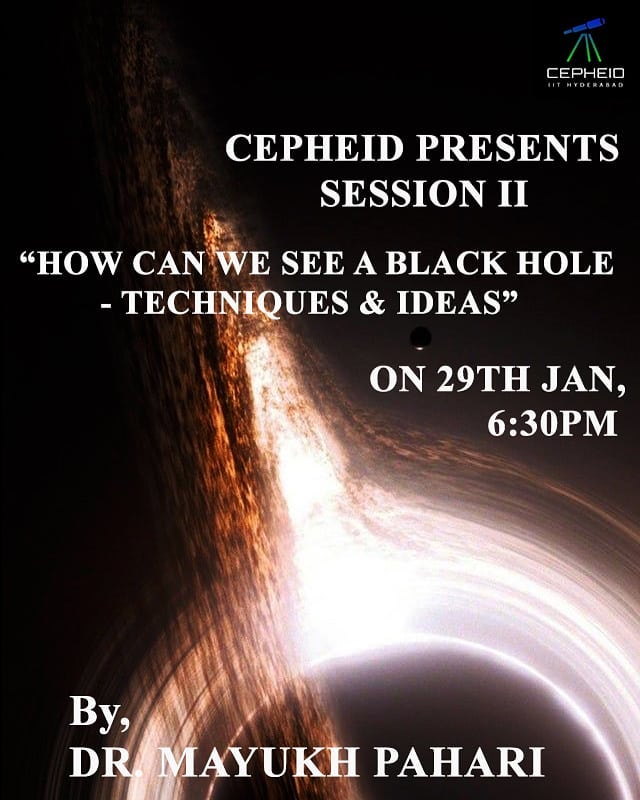 CEPHEID
IIT HYDERABAD
CEPHEID PRESENTS
SESSION II
“HOW CAN WE SEE A BLACK HOLE
- TECHNIQUES & IDEAS”
ON 29TH JAN,
6:30PM
By,
DR. MAYUKH PAHARI